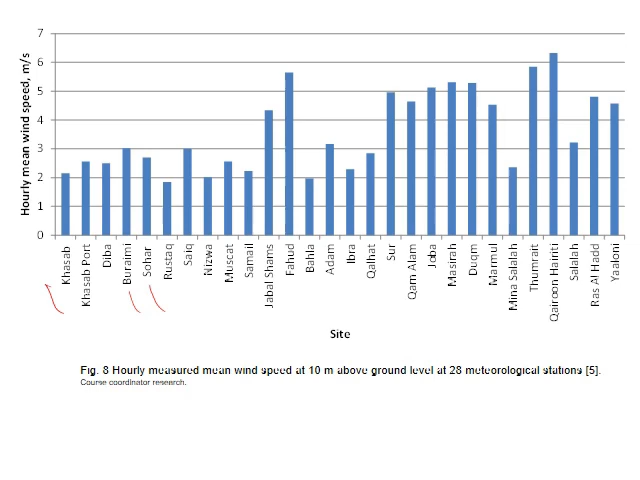 7
6
5
4
3
2
1
0
Hourly mean wind speed, m/s
Khasab
Khasab Port
Diba
Buraimi
Sohar
Rustaq
Saiq
Nizwa
Muscat
Samail
Jabal Shams
Fahud
Bahla
Adam
Ibra
Qalhat
Sur
Qarn Alam
Joba
Masirah
Duqm
Marmul
Mina Salalah
Thumrait
Qairoon Hairiti
Salalah
Ras Al Hadd
Yaaloni
Site
Fig. 8 Hourly measured mean wind speed at 10 m above ground level at 28 meteorological stations [5].
Course coordinator research.